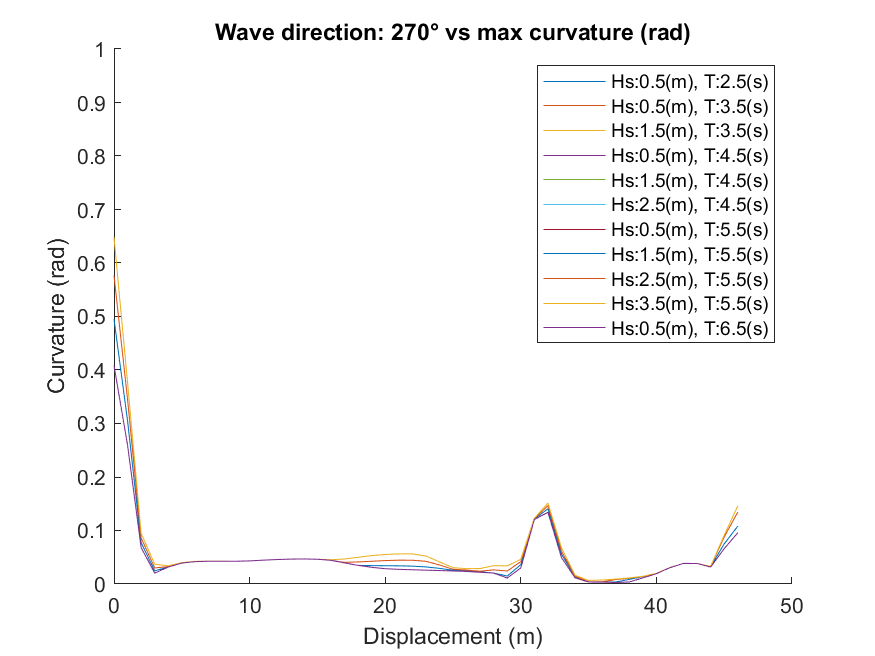 Wave direction: 270° vs max curvature (rad)
1
0.9
0.8
0.7
0.6
0.5
0.4
0.3
0.2
0.1
0
Curvature (rad)
Hs:0.5(m), T:2.5(s)
Hs:0.5(m), T:3.5(s)
Hs:1.5(m), T:3.5(s)
Hs:0.5(m), T:4.5(s)
Hs:1.5(m), T:4.5(s)
Hs:2.5(m), T:4.5(s)
Hs:0.5(m), T:5.5(s)
Hs:1.5(m), T:5.5(s)
Hs:2.5(m), T:5.5(s)
Hs:3.5(m), T:5.5(s)
Hs:0.5(m), T:6.5(s)
0 10 20 30 40 50
Displacement (m)